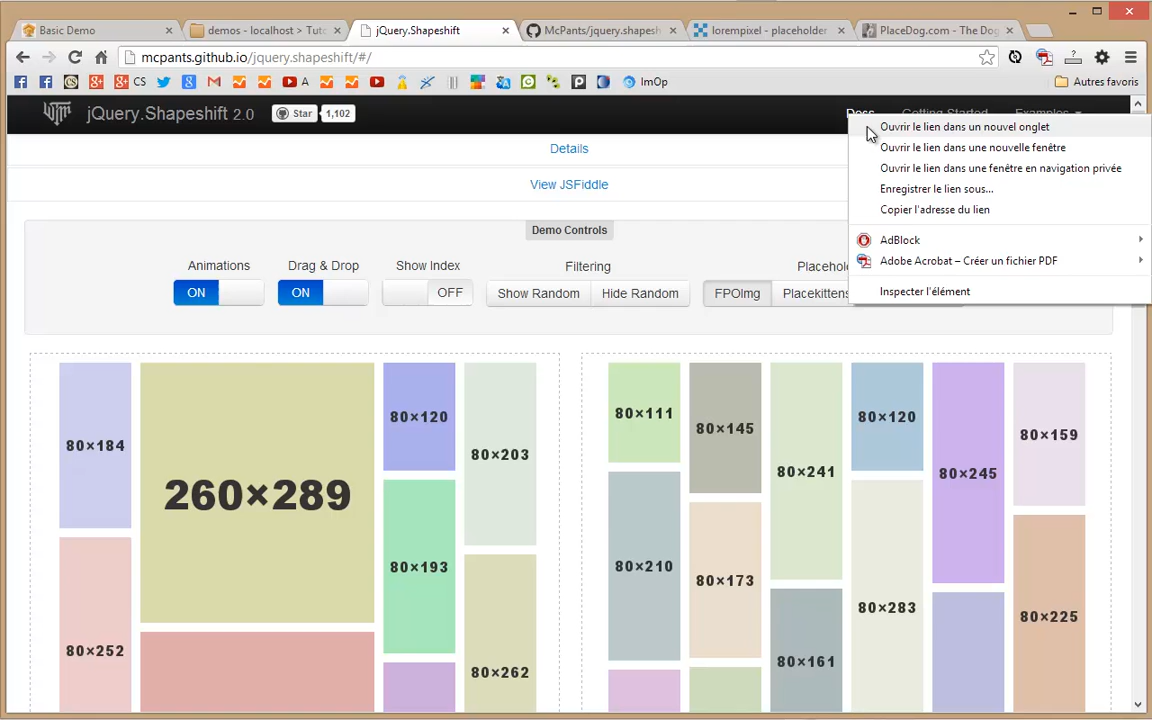 Basic Demo
demos - localhost > Tuto
jQuery.Shapeshift
McPants/jquery.shapesh
lorempixel - placeholder
PlaceDog.com - The Dog
mcpants.github.io/jquery.shapeshift/#/
CS
A
ImOp
Autres favoris
jQuery.Shapeshift 2.0
Star
1,102
Docs
Getting Started
Examples
Ouvrir le lien dans un nouvel onglet
Ouvrir le lien dans une nouvelle fenêtre
Ouvrir le lien dans une fenêtre en navigation privée
Enregistrer le lien sous...
Copier l'adresse du lien
AdBlock
Adobe Acrobat – Créer un fichier PDF
Inspecter l'élément
Details
View JSFiddle
Demo Controls
Animations
Drag & Drop
Show Index
Filtering
Placehol
ON
ON
OFF
Show Random
Hide Random
FPOImg
Placekittens
80×184
260×289
80×120
80×203
80×111
80×145
80×241
80×120
80×245
80×159
80×193
80×210
80×173
80×283
80×225
80×252
80×262
80×161